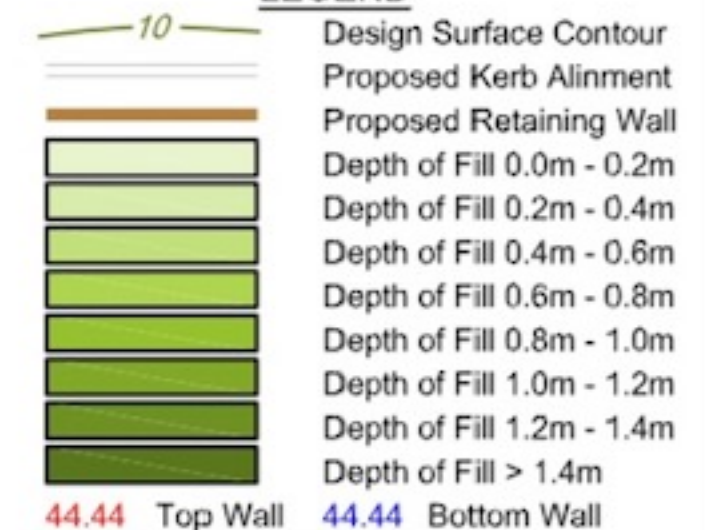 10 Design Surface Contour
Proposed Kerb Alinment
Proposed Retaining Wall
Depth of Fill 0.0m - 0.2m
Depth of Fill 0.2m - 0.4m
Depth of Fill 0.4m - 0.6m
Depth of Fill 0.6m - 0.8m
Depth of Fill 0.8m - 1.0m
Depth of Fill 1.0m - 1.2m
Depth of Fill 1.2m - 1.4m
Depth of Fill > 1.4m
44.44 Top Wall 44.44 Bottom Wall